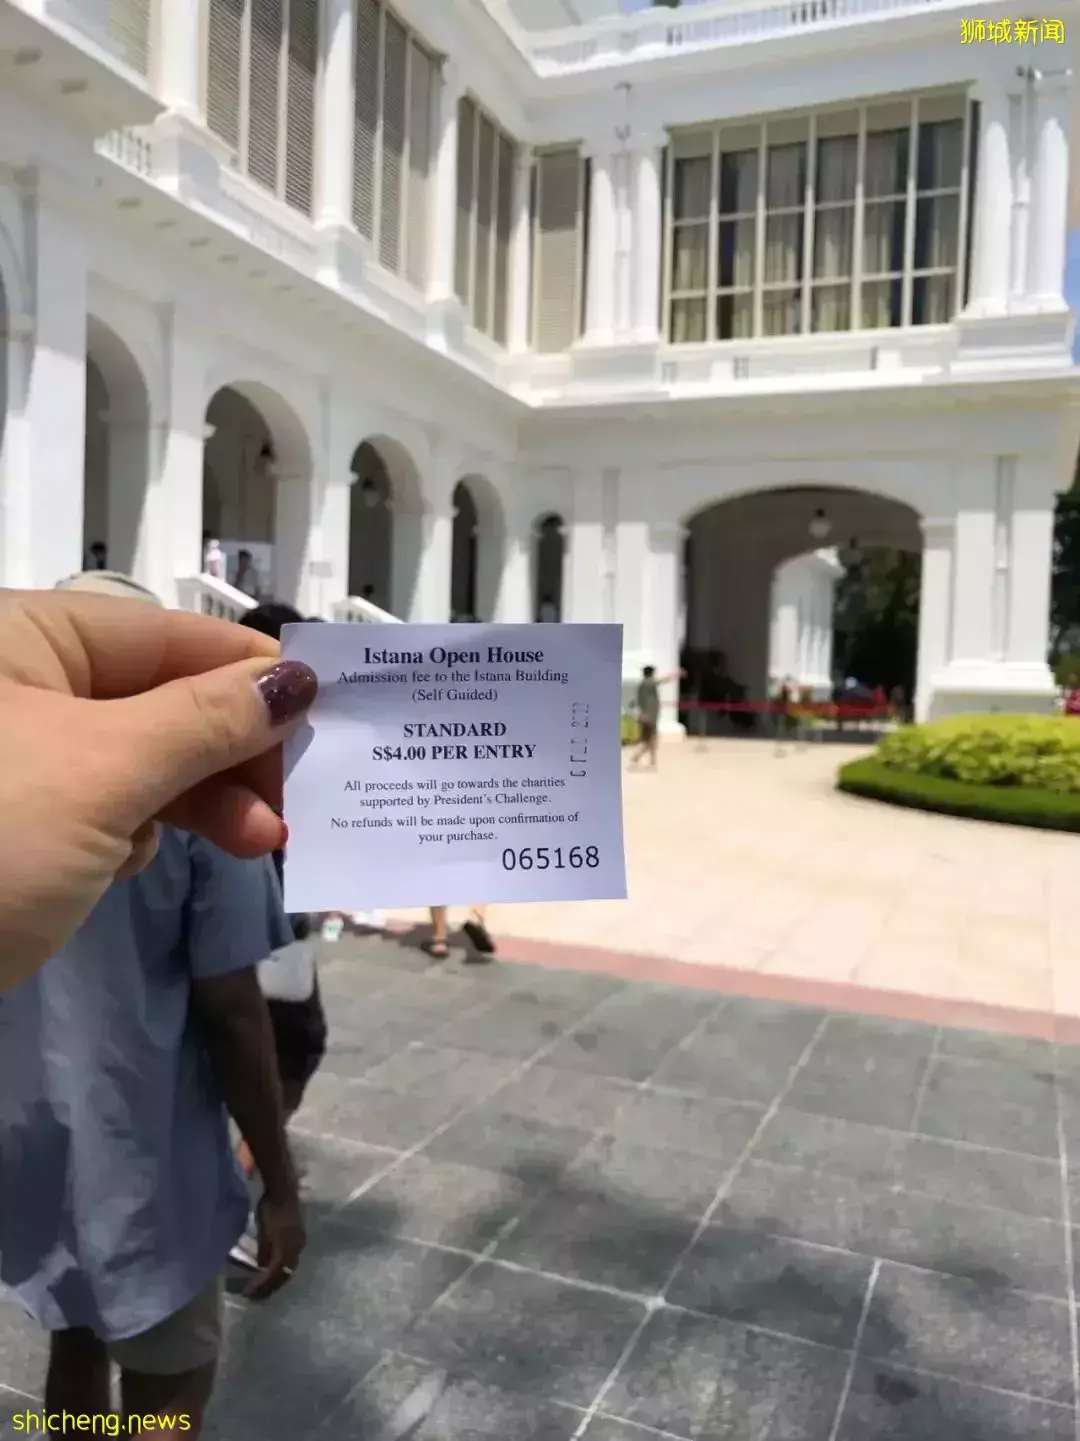 狮城新闻
Istana Open House
Admission fee to the Istana Building
(Self Guided)
STANDARD
S$4.00 PER ENTRY
All proceeds will go towards the charities
supported by President's Challenge.
No refunds will be made upon confirmation of
your purchase.
065168
shicheng.news